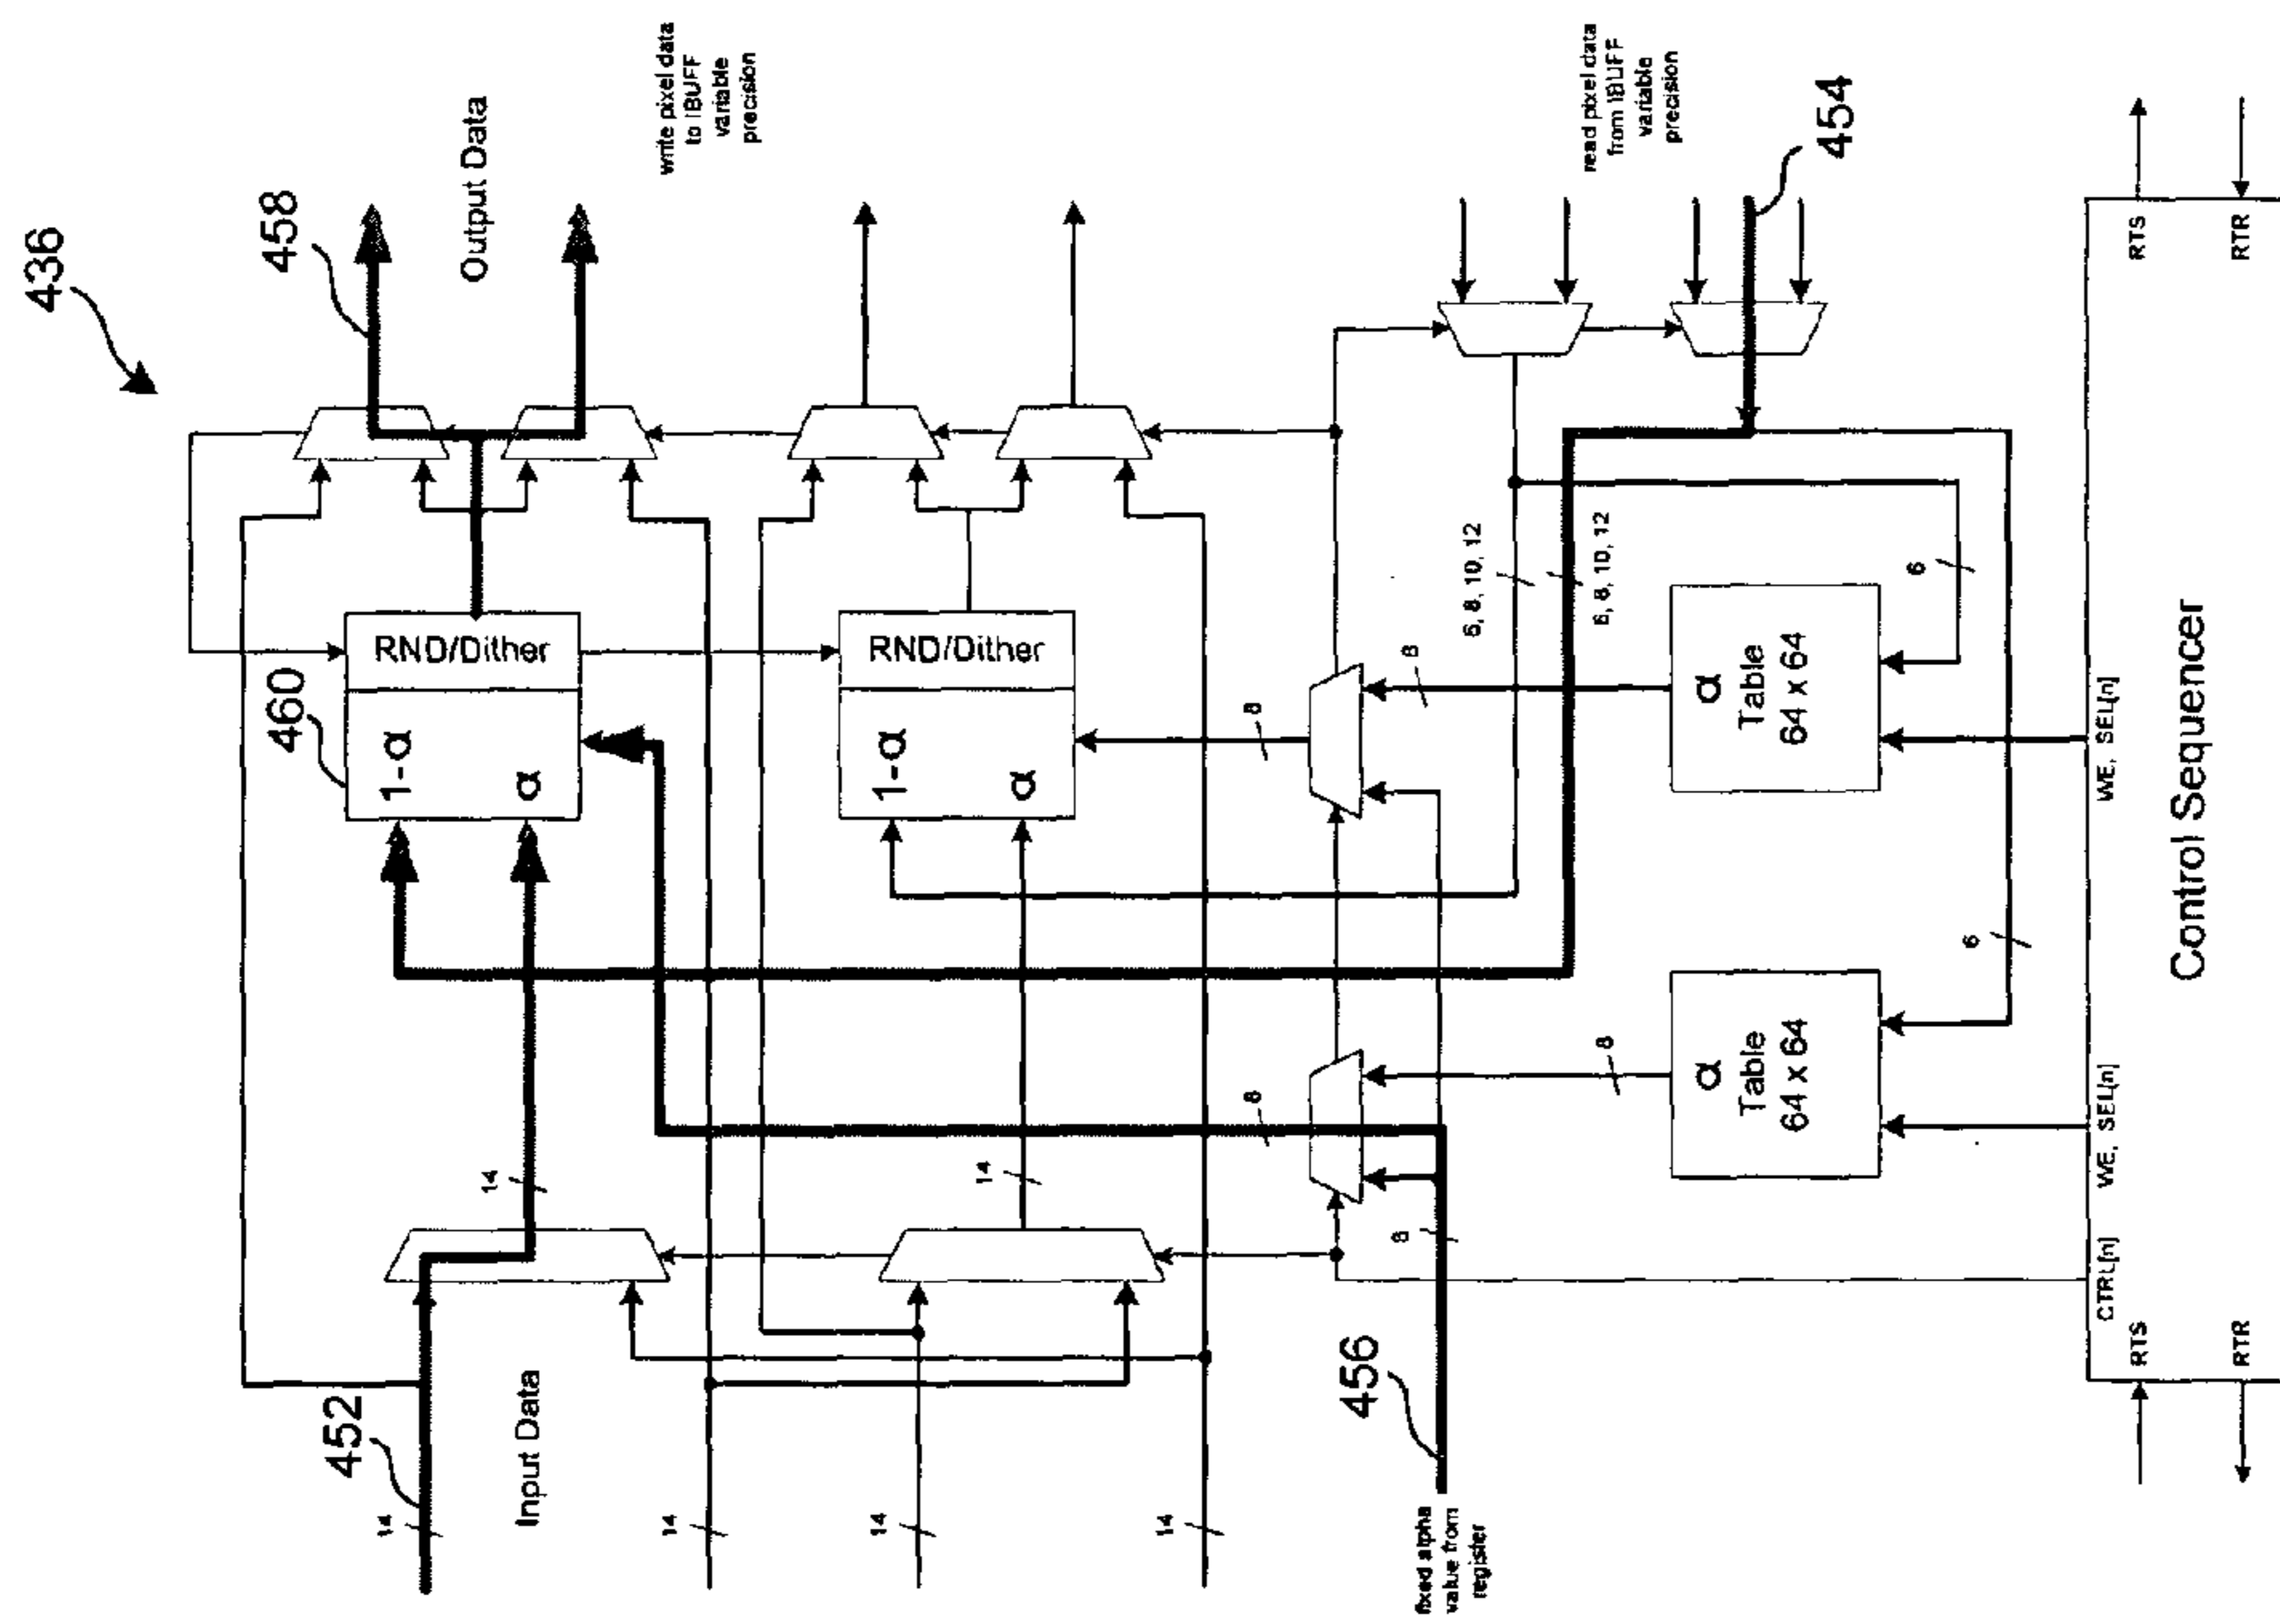 436
458
Output Data
write pixel data
to IBUFF
variable
precision
460
1-α
α
RND/Dither
452
14
Input Data
14
14
14
14
14
1-α
α
RND/Dither
8
8
6, 8, 10, 12
6, 8, 10, 12
read pixel data
from IBUFF
variable
precision
454
456
fixed alpha
value from
register
8
8
8
α
Table
64 x 64
α
Table
64 x 64
6
6
CTRL[n]
WE, SEL[n]
WE, SEL[n]
RTS
RTR
RTS
RTR
Control Sequencer